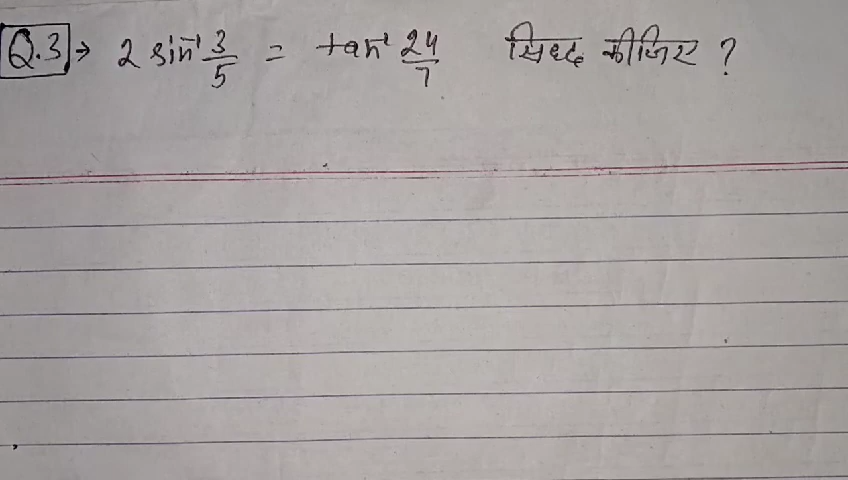 Q.3 → 2 sin⁻¹ 3/5 = tan⁻¹ 24/7 सिध्द कीजिए ?